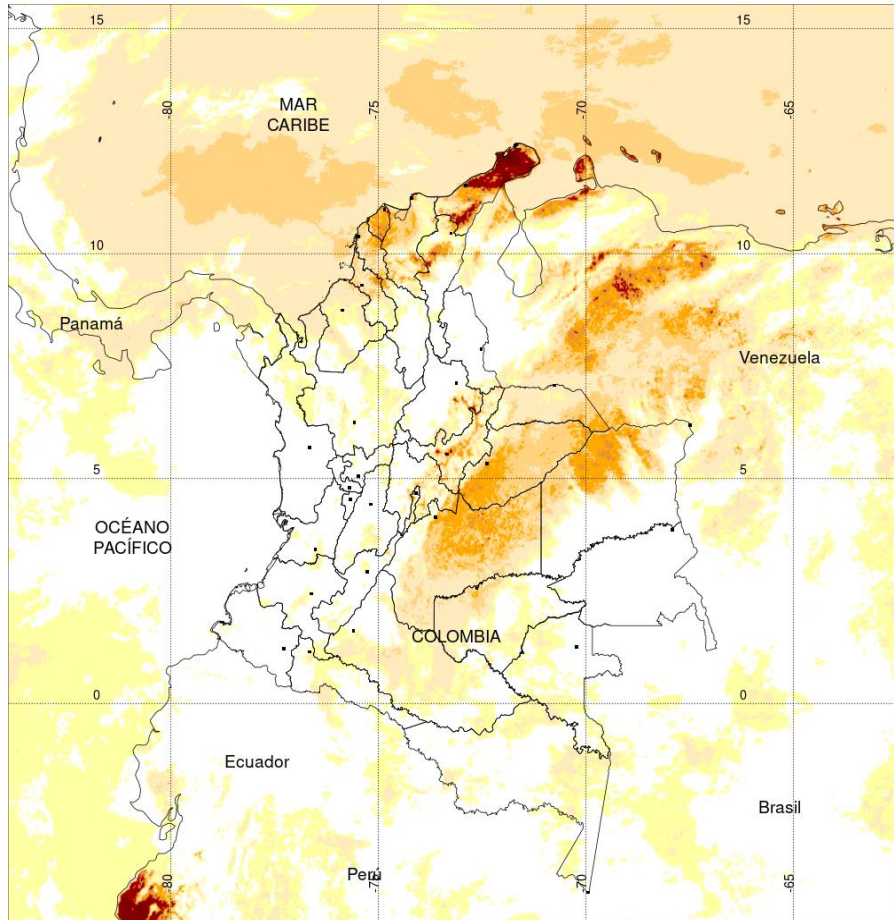 15
15
-80
-75
-70
-65
MAR
CARIBE
10
10
Panamá
Venezuela
5
5
OCÉANO
PACÍFICO
COLOMBIA
0
0
Ecuador
Brasil
Perú
-80
-75
-70
-65